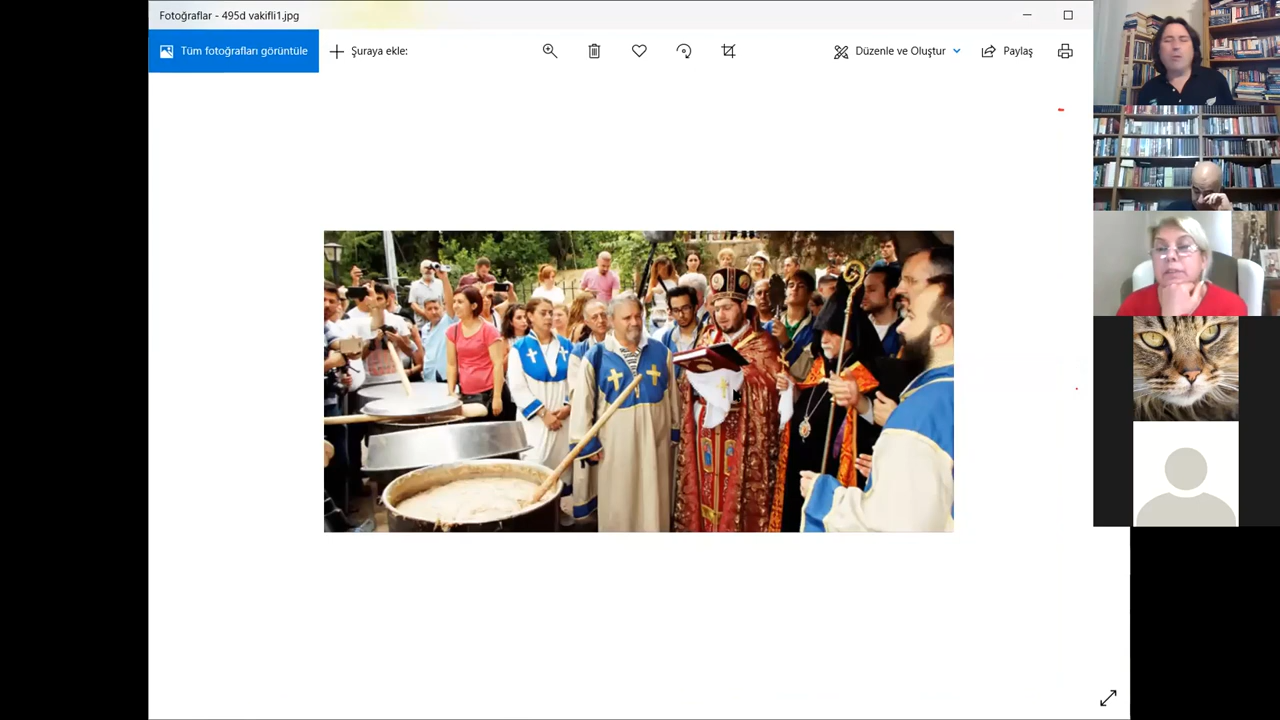 Fotoğraflar - 495d vakifli1.jpg
Tüm fotoğrafları görüntüle
Şuraya ekle:
Düzenle ve Oluştur
Paylaş